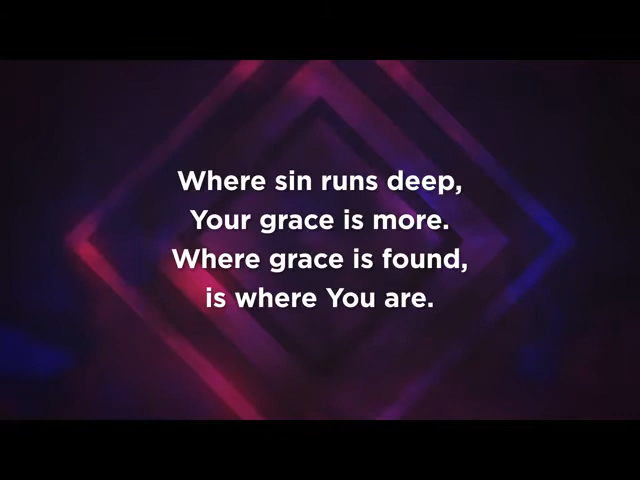 Where sin runs deep,
Your grace is more.
Where grace is found,
is where You are.